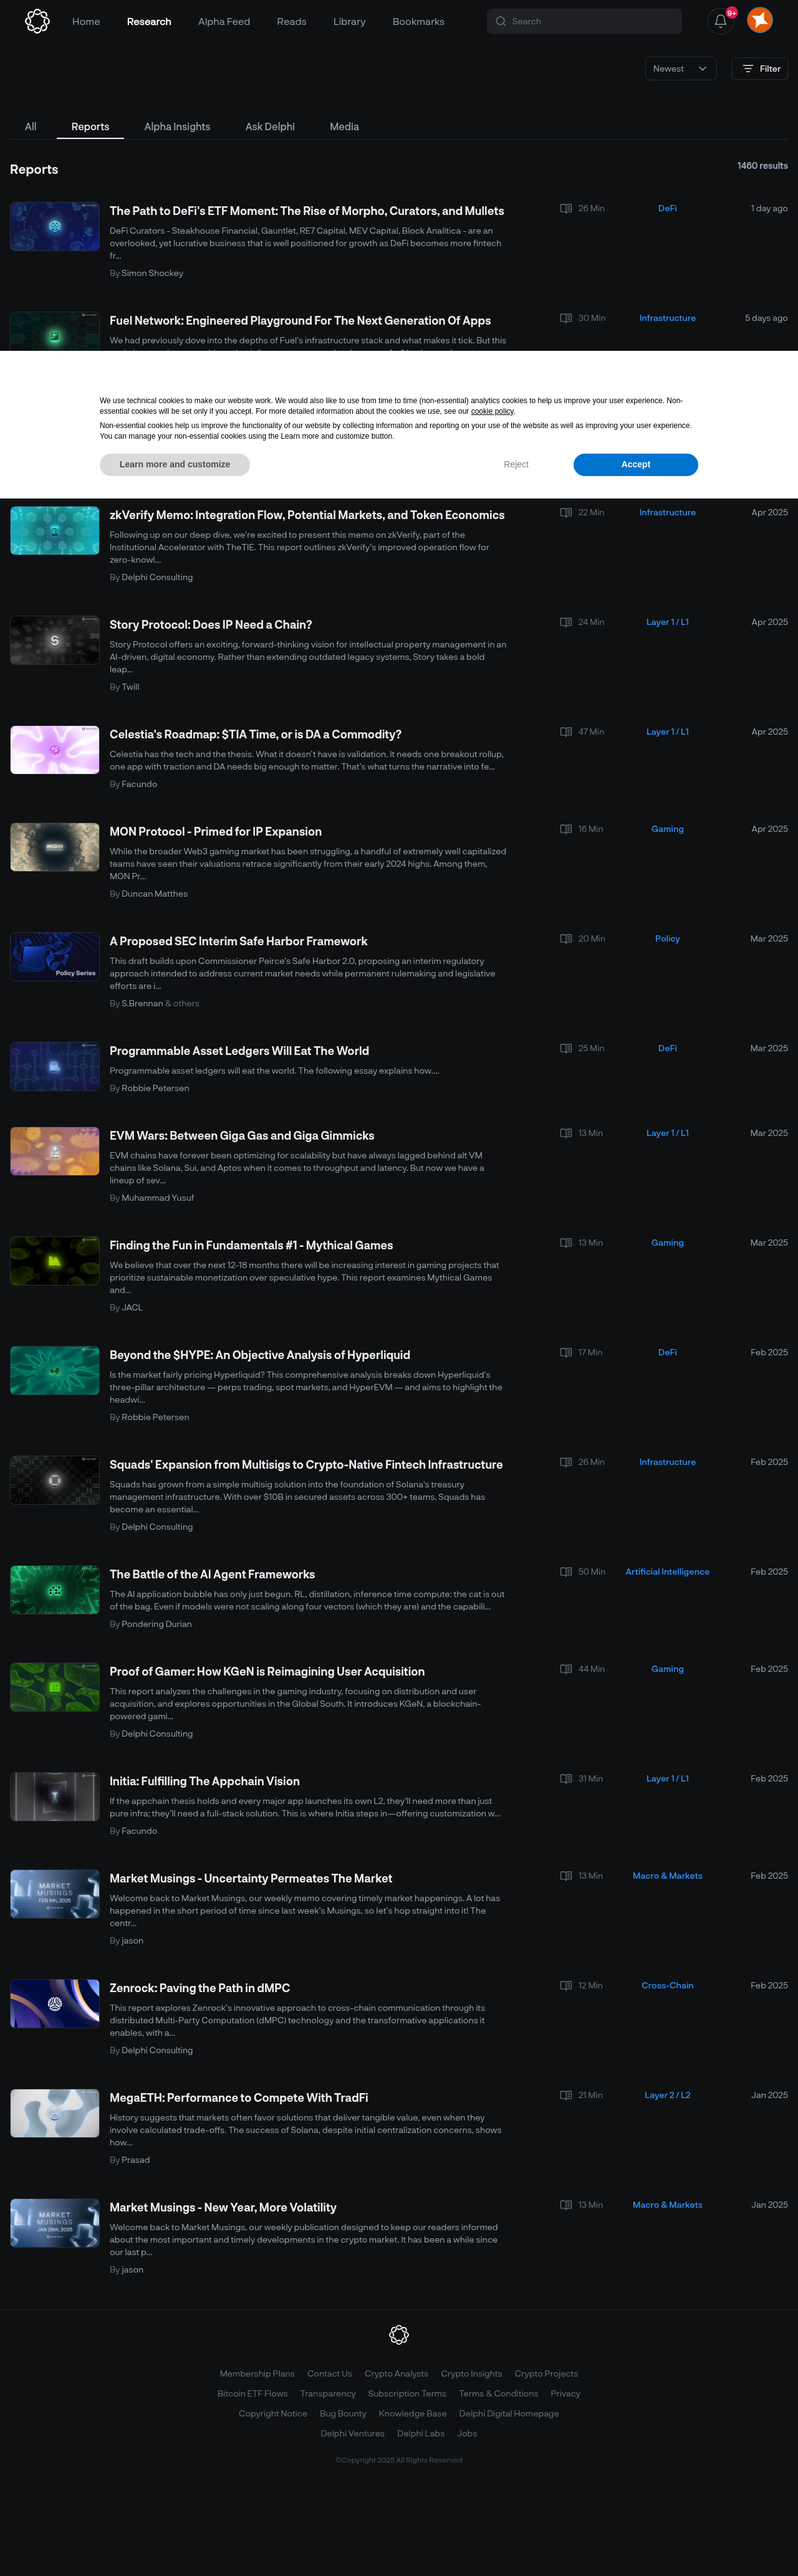 Home Research Alpha Feed Reads Library Bookmarks Search 9+
Newest Filter
All Reports Alpha Insights Ask Delphi Media
Reports 1460 results
The Path to DeFi's ETF Moment: The Rise of Morpho, Curators, and Mullets 26 Min DeFi 1 day ago
DeFi Curators - Steakhouse Financial, Gauntlet, RE7 Capital, MEV Capital, Block Analitica - are an
overlooked, yet lucrative business that is well positioned for growth as DeFi becomes more fintech
fr...
By Simon Shockey
Fuel Network: Engineered Playground For The Next Generation Of Apps 30 Min Infrastructure 5 days ago
We had previously dove into the depths of Fuel's infrastructure stack and what makes it tick. But this
We use technical cookies to make our website work. We would also like to use from time to time (non-essential) analytics cookies to help us improve your user experience. Non-
essential cookies will be set only if you accept. For more detailed information about the cookies we use, see our cookie policy.
Non-essential cookies help us improve the functionality of our website by collecting information and reporting on your use of the website as well as improving your user experience.
You can manage your non-essential cookies using the Learn more and customize button.
Learn more and customize Reject Accept
zkVerify Memo: Integration Flow, Potential Markets, and Token Economics 22 Min Infrastructure Apr 2025
Following up on our deep dive, we're excited to present this memo on zkVerify, part of the
Institutional Accelerator with TheTIE. This report outlines zkVerify's improved operation flow for
zero-knowl...
By Delphi Consulting
Story Protocol: Does IP Need a Chain? 24 Min Layer 1 / L1 Apr 2025
Story Protocol offers an exciting, forward-thinking vision for intellectual property management in an
AI-driven, digital economy. Rather than extending outdated legacy systems, Story takes a bold
leap...
By Twill
Celestia's Roadmap: $TIA Time, or is DA a Commodity? 47 Min Layer 1 / L1 Apr 2025
Celestia has the tech and the thesis. What it doesn't have is validation. It needs one breakout rollup,
one app with traction and DA needs big enough to matter. That's what turns the narrative into fe...
By Facundo
MON Protocol - Primed for IP Expansion 16 Min Gaming Apr 2025
While the broader Web3 gaming market has been struggling, a handful of extremely well capitalized
teams have seen their valuations retrace significantly from their early 2024 highs. Among them,
MON Pr...
By Duncan Matthes
Policy Series
A Proposed SEC Interim Safe Harbor Framework 20 Min Policy Mar 2025
This draft builds upon Commissioner Peirce's Safe Harbor 2.0, proposing an interim regulatory
approach intended to address current market needs while permanent rulemaking and legislative
efforts are i...
By S.Brennan & others
Programmable Asset Ledgers Will Eat The World 25 Min DeFi Mar 2025
Programmable asset ledgers will eat the world. The following essay explains how....
By Robbie Petersen
EVM Wars: Between Giga Gas and Giga Gimmicks 13 Min Layer 1 / L1 Mar 2025
EVM chains have forever been optimizing for scalability but have always lagged behind alt VM
chains like Solana, Sui, and Aptos when it comes to throughput and latency. But now we have a
lineup of sev...
By Muhammad Yusuf
Finding the Fun in Fundamentals #1 - Mythical Games 13 Min Gaming Mar 2025
We believe that over the next 12-18 months there will be increasing interest in gaming projects that
prioritize sustainable monetization over speculative hype. This report examines Mythical Games
and...
By JACL
Beyond the $HYPE: An Objective Analysis of Hyperliquid 17 Min DeFi Feb 2025
Is the market fairly pricing Hyperliquid? This comprehensive analysis breaks down Hyperliquid's
three-pillar architecture — perps trading, spot markets, and HyperEVM — and aims to highlight the
headwi...
By Robbie Petersen
Squads' Expansion from Multisigs to Crypto-Native Fintech Infrastructure 26 Min Infrastructure Feb 2025
Squads has grown from a simple multisig solution into the foundation of Solana's treasury
management infrastructure. With over $10B in secured assets across 300+ teams, Squads has
become an essential...
By Delphi Consulting
The Battle of the AI Agent Frameworks 50 Min Artificial Intelligence Feb 2025
The AI application bubble has only just begun. RL, distillation, inference time compute: the cat is out
of the bag. Even if models were not scaling along four vectors (which they are) and the capabili...
By Pondering Durian
Proof of Gamer: How KGeN is Reimagining User Acquisition 44 Min Gaming Feb 2025
This report analyzes the challenges in the gaming industry, focusing on distribution and user
acquisition, and explores opportunities in the Global South. It introduces KGeN, a blockchain-
powered gami...
By Delphi Consulting
Initia: Fulfilling The Appchain Vision 31 Min Layer 1 / L1 Feb 2025
If the appchain thesis holds and every major app launches its own L2, they'll need more than just
pure infra; they'll need a full-stack solution. This is where Initia steps in—offering customization w...
By Facundo
MARKET
MUSINGS
Market Musings - Uncertainty Permeates The Market 13 Min Macro & Markets Feb 2025
Welcome back to Market Musings, our weekly memo covering timely market happenings. A lot has
happened in the short period of time since last week's Musings, so let's hop straight into it! The
centr...
By jason
Zenrock: Paving the Path in dMPC 12 Min Cross-Chain Feb 2025
This report explores Zenrock's innovative approach to cross-chain communication through its
distributed Multi-Party Computation (dMPC) technology and the transformative applications it
enables, with a...
By Delphi Consulting
MegaETH: Performance to Compete With TradFi 21 Min Layer 2 / L2 Jan 2025
History suggests that markets often favor solutions that deliver tangible value, even when they
involve calculated trade-offs. The success of Solana, despite initial centralization concerns, shows
how...
By Prasad
MARKET
MUSINGS
Market Musings - New Year, More Volatility 13 Min Macro & Markets Jan 2025
Welcome back to Market Musings, our weekly publication designed to keep our readers informed
about the most important and timely developments in the crypto market. It has been a while since
our last p...
By jason
Membership Plans Contact Us Crypto Analysts Crypto Insights Crypto Projects
Bitcoin ETF Flows Transparency Subscription Terms Terms & Conditions Privacy
Copyright Notice Bug Bounty Knowledge Base Delphi Digital Homepage
Delphi Ventures Delphi Labs Jobs
©Copyright 2025 All Rights Reserved